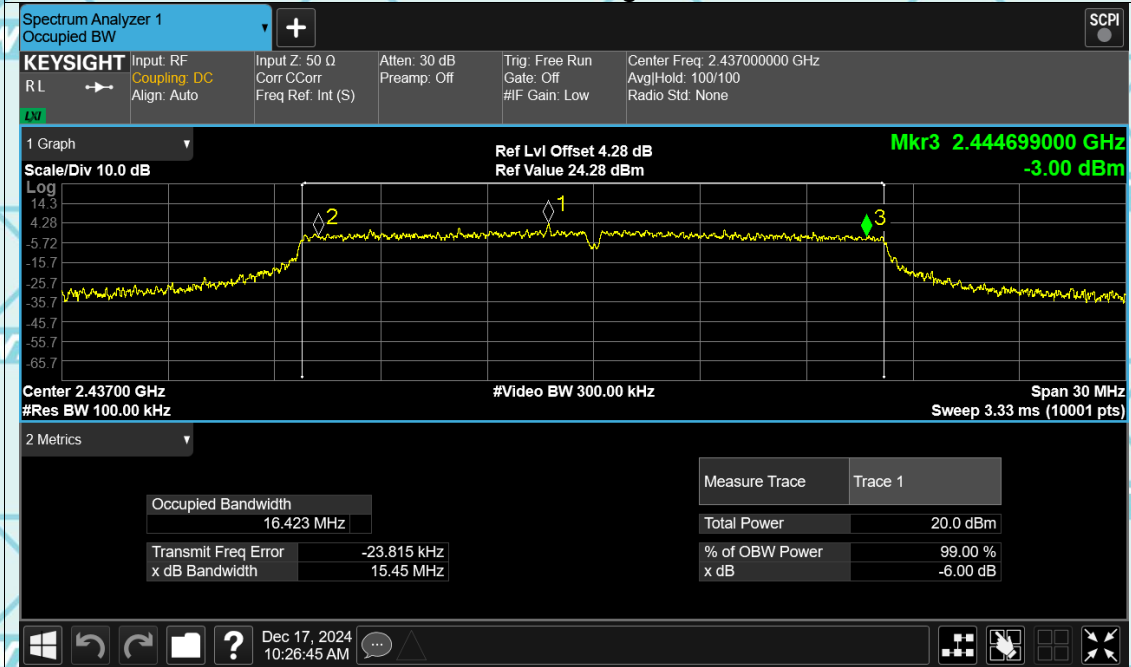 Spectrum Analyzer 1
Occupied BW
SCPI
KEYSIGHT
R L
LXI
Input: RF
Coupling: DC
Align: Auto
Input Z: 50 Ω
Corr CCorr
Freq Ref: Int (S)
Atten: 30 dB
Preamp: Off
Trig: Free Run
Gate: Off
#IF Gain: Low
Center Freq: 2.437000000 GHz
Avg|Hold: 100/100
Radio Std: None
1 Graph
Scale/Div 10.0 dB
Ref Lvl Offset 4.28 dB
Ref Value 24.28 dBm
Mkr3 2.444699000 GHz
-3.00 dBm
Log
14.3
4.28
-5.72
-15.7
-25.7
-35.7
-45.7
-55.7
-65.7
2
1
3
Center 2.43700 GHz
#Res BW 100.00 kHz
#Video BW 300.00 kHz
Span 30 MHz
Sweep 3.33 ms (10001 pts)
2 Metrics
Occupied Bandwidth
16.423 MHz
Transmit Freq Error -23.815 kHz
x dB Bandwidth 15.45 MHz
Measure Trace Trace 1
Total Power 20.0 dBm
% of OBW Power 99.00 %
x dB -6.00 dB
?
Dec 17, 2024
10:26:45 AM